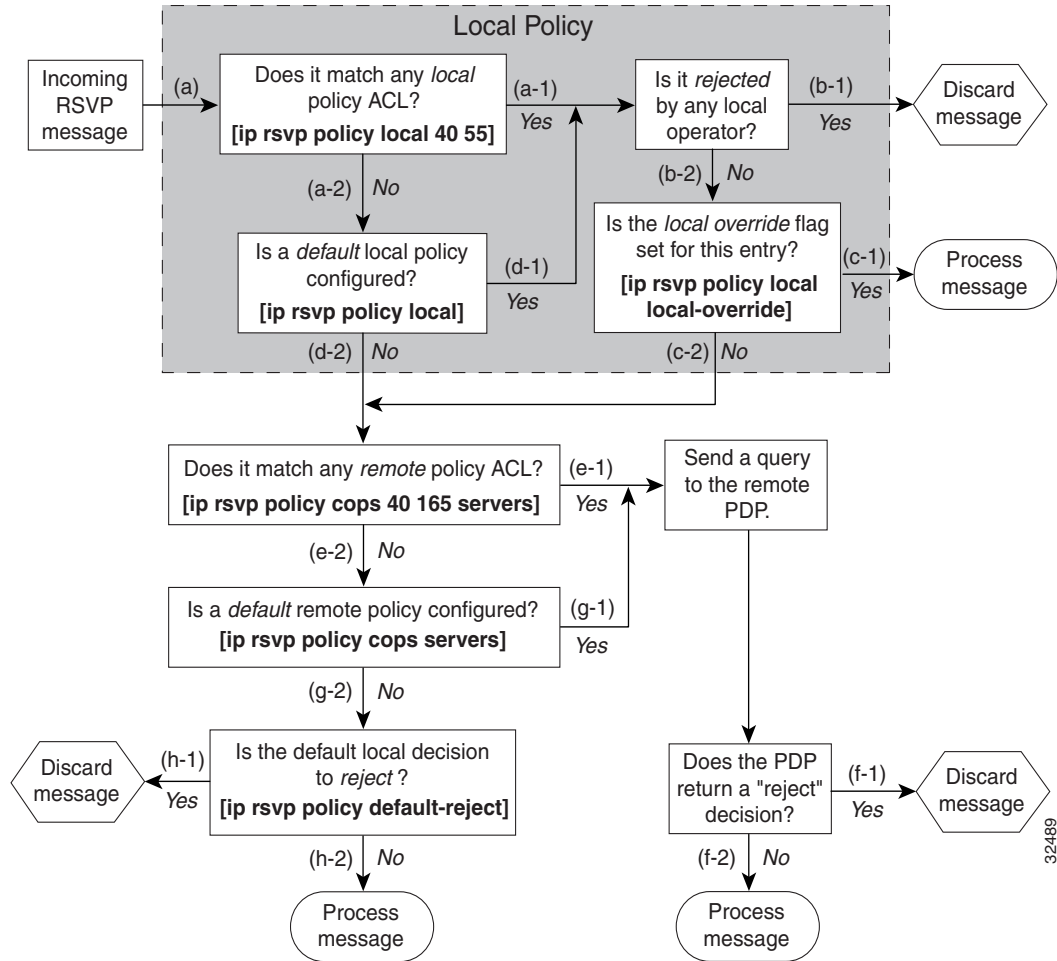 Local Policy
Incoming
RSVP
message
(a)
Does it match any local
policy ACL?
[ip rsvp policy local 40 55]
(a-1)
Yes
Is it rejected
by any local
operator?
(b-1)
Yes
Discard
message
(a-2) No
(b-2) No
Is a default local policy
configured?
[ip rsvp policy local]
(d-1)
Yes
Is the local override flag
set for this entry?
[ip rsvp policy local
local-override]
(c-1)
Yes
Process
message
(d-2) No
(c-2) No
Does it match any remote policy ACL?
[ip rsvp policy cops 40 165 servers]
(e-1)
Yes
Send a query
to the remote
PDP.
(e-2) No
Is a default remote policy configured?
[ip rsvp policy cops servers]
(g-1)
Yes
(g-2) No
Discard
message
(h-1)
Yes
Is the default local decision
to reject ?
[ip rsvp policy default-reject]
Does the PDP
return a "reject"
decision?
(f-1)
Yes
Discard
message
(h-2) No
(f-2) No
Process
message
Process
message
32489